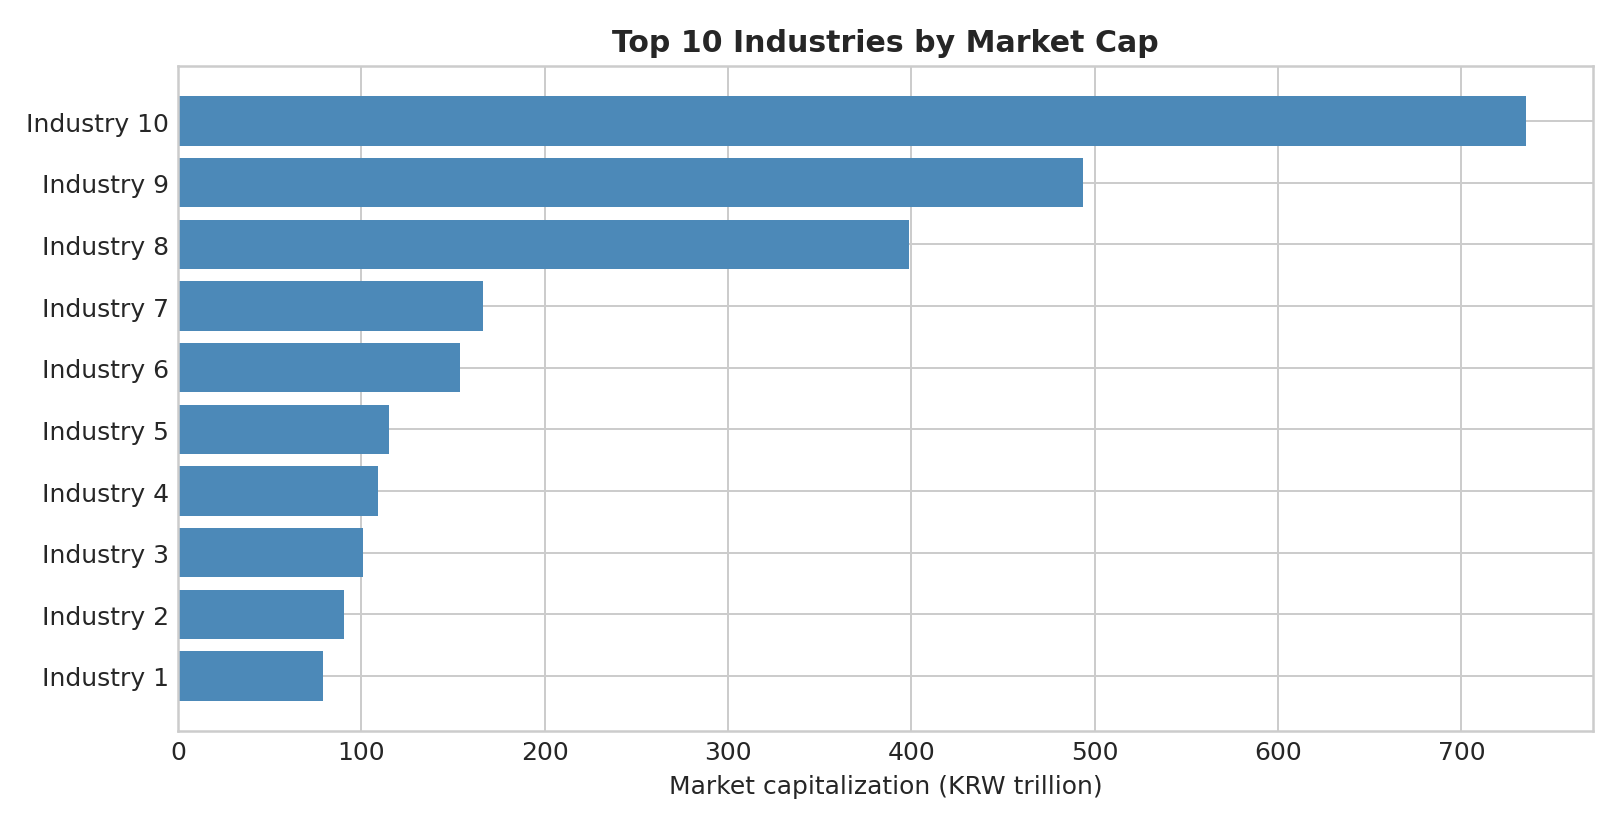 Top 10 Industries by Market Cap
Industry 10
Industry 9
Industry 8
Industry 7
Industry 6
Industry 5
Industry 4
Industry 3
Industry 2
Industry 1
0 100 200 300 400 500 600 700
Market capitalization (KRW trillion)